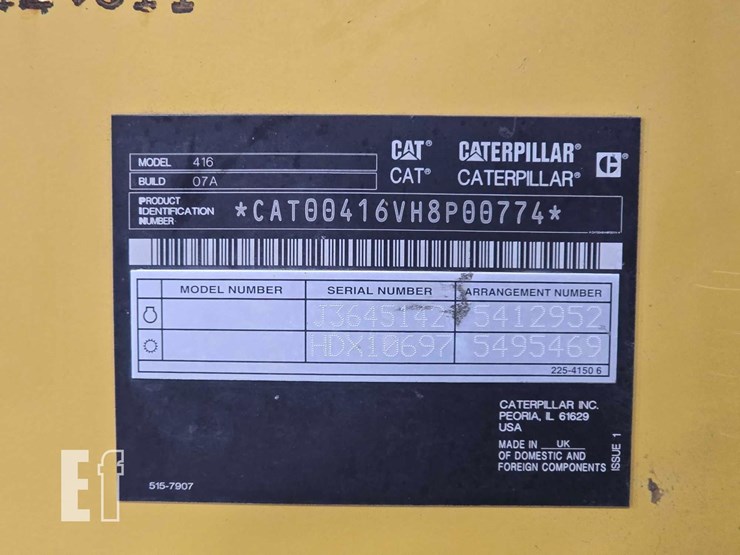 CAT® CATERPILLAR®
CAT® CATERPILLAR®
MODEL 416
BUILD 07A
PRODUCT IDENTIFICATION NUMBER *CAT00416VH8P00774*
MODEL NUMBER SERIAL NUMBER ARRANGEMENT NUMBER
J3645142 5412952
HDX10697 5495469
225-4150 6
CATERPILLAR INC.
PEORIA, IL 61629
USA
MADE IN UK
OF DOMESTIC AND
FOREIGN COMPONENTS
ISSUE 1
515-7907
Ef